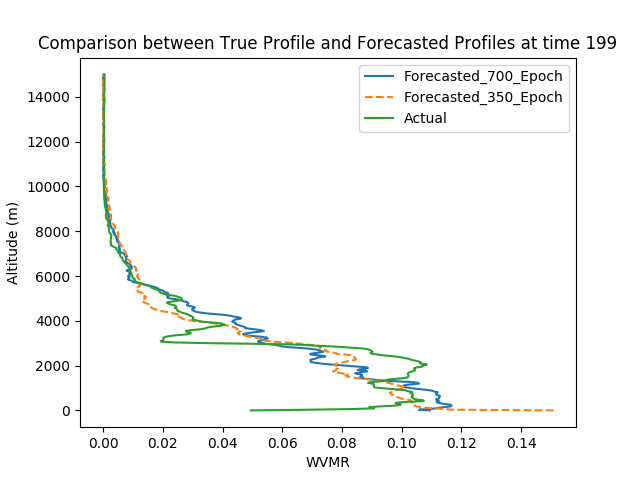 Comparison between True Profile and Forecasted Profiles at time 199
Forecasted_700_Epoch
Forecasted_350_Epoch
Actual
Altitude (m)
14000
12000
10000
8000
6000
4000
2000
0
0.00 0.02 0.04 0.06 0.08 0.10 0.12 0.14
WVMR